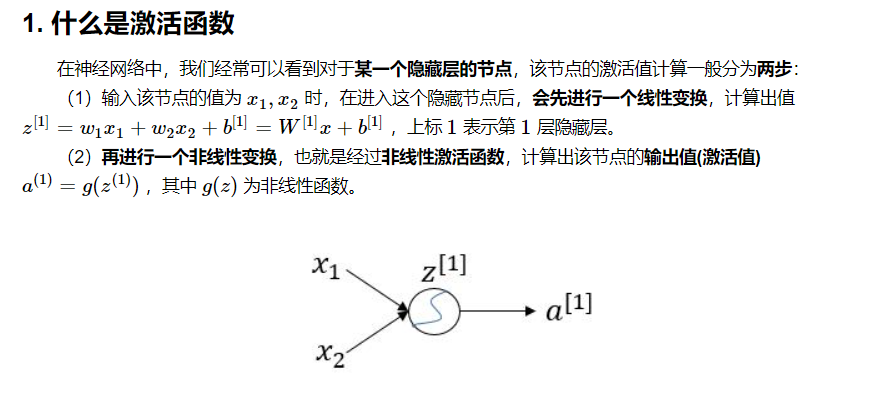 1. 什么是激活函数
在神经网络中，我们经常可以看到对于某一个隐藏层的节点，该节点的激活值计算一般分为两步：
（1）输入该节点的值为 x₁, x₂ 时，在进入这个隐藏节点后，会先进行一个线性变换，计算出值
z^[1] = w₁x₁ + w₂x₂ + b^[1] = W^[1]x + b^[1] ，上标 1 表示第 1 层隐藏层。
（2）再进行一个非线性变换，也就是经过非线性激活函数，计算出该节点的输出值(激活值)
a^(1) = g(z^(1)) ，其中 g(z) 为非线性函数。
x₁
z^[1]
a^[1]
x₂